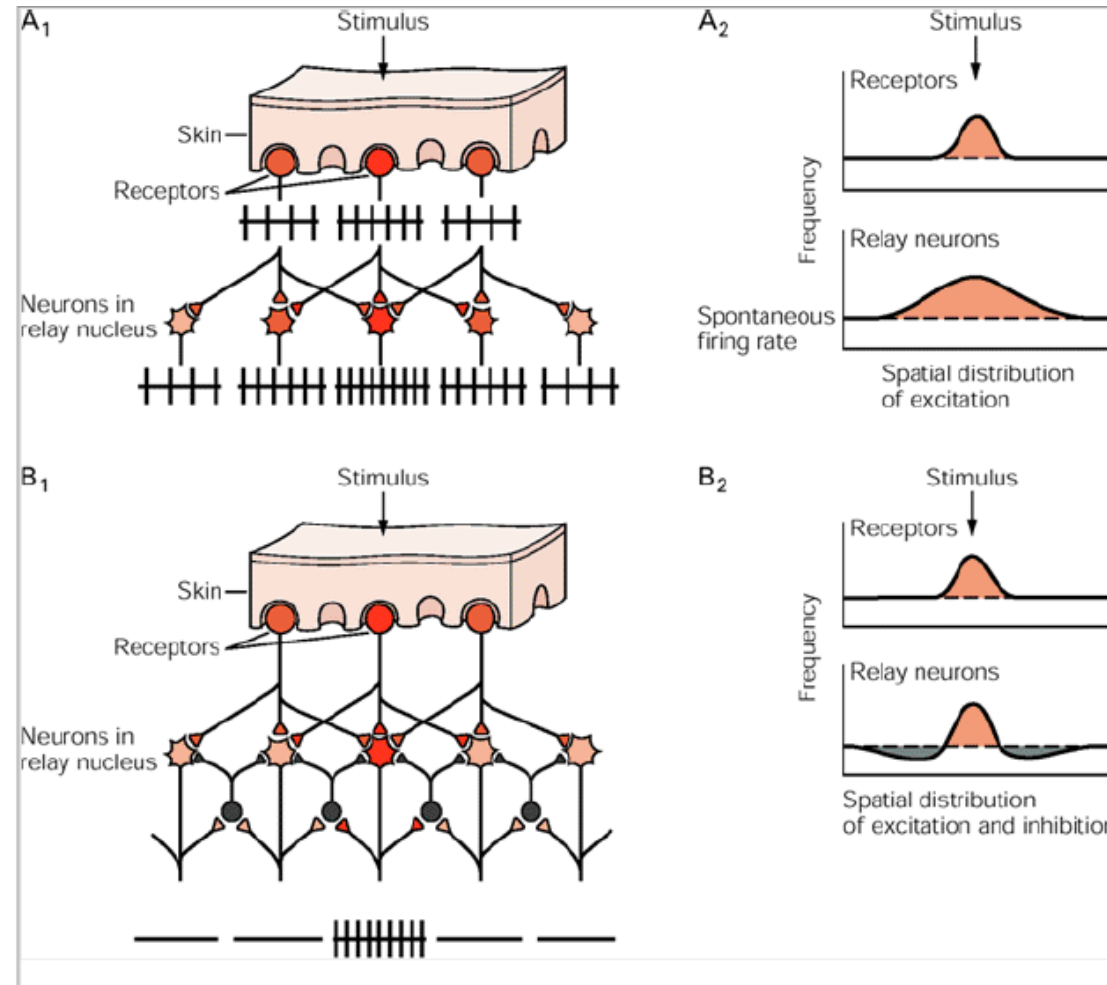 A1
Stimulus
Skin
Receptors
Neurons in
relay nucleus
A2
Stimulus
Receptors
Frequency
Relay neurons
Spontaneous
firing rate
Spatial distribution
of excitation
B1
Stimulus
Skin
Receptors
Neurons in
relay nucleus
B2
Stimulus
Receptors
Frequency
Relay neurons
Spatial distribution
of excitation and inhibition